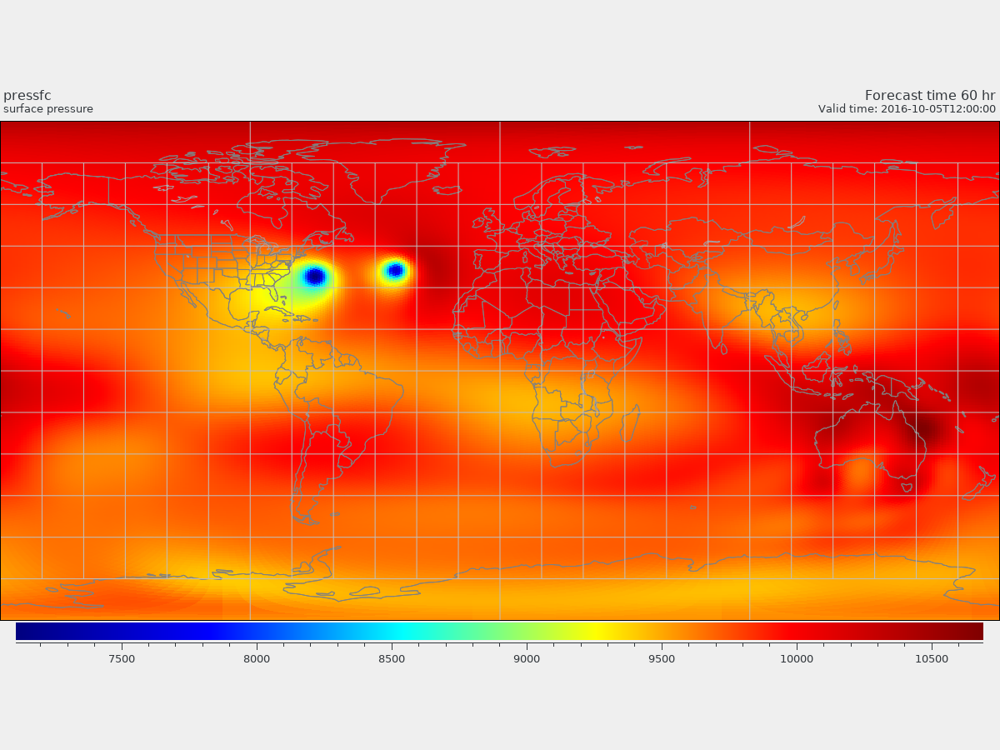 pressfc
Forecast time 60 hr
surface pressure
Valid time: 2016-10-05T12:00:00
7500 8000 8500 9000 9500 10000 10500